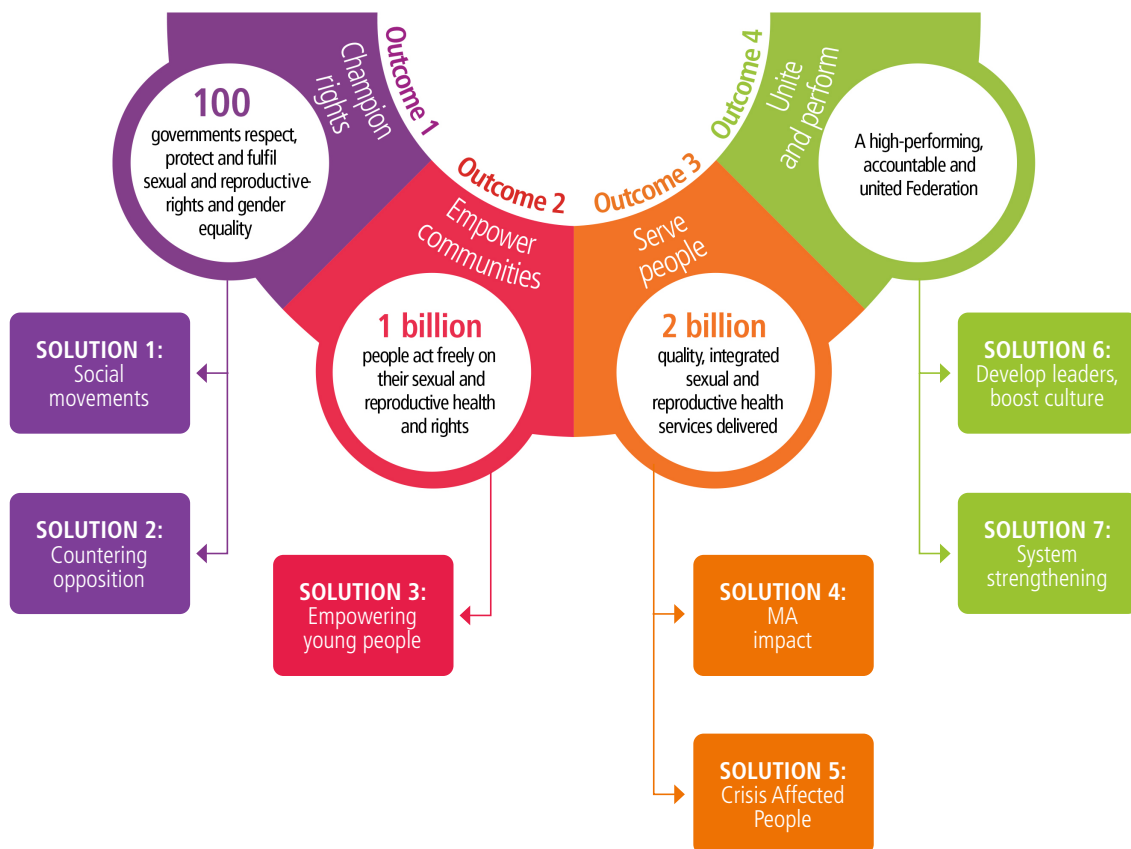 Outcome 1
Champion
rights
100
governments respect,
protect and fulfil
sexual and reproductive-
rights and gender
equality
SOLUTION 1:
Social
movements
SOLUTION 2:
Countering
opposition
Outcome 2
Empower
communities
1 billion
people act freely on
their sexual and
reproductive health
and rights
SOLUTION 3:
Empowering
young people
Outcome 3
Serve
people
2 billion
quality, integrated
sexual and
reproductive health
services delivered
SOLUTION 4:
MA
impact
SOLUTION 5:
Crisis Affected
People
Outcome 4
Unite
and perform
A high-performing,
accountable and
united Federation
SOLUTION 6:
Develop leaders,
boost culture
SOLUTION 7:
System
strengthening